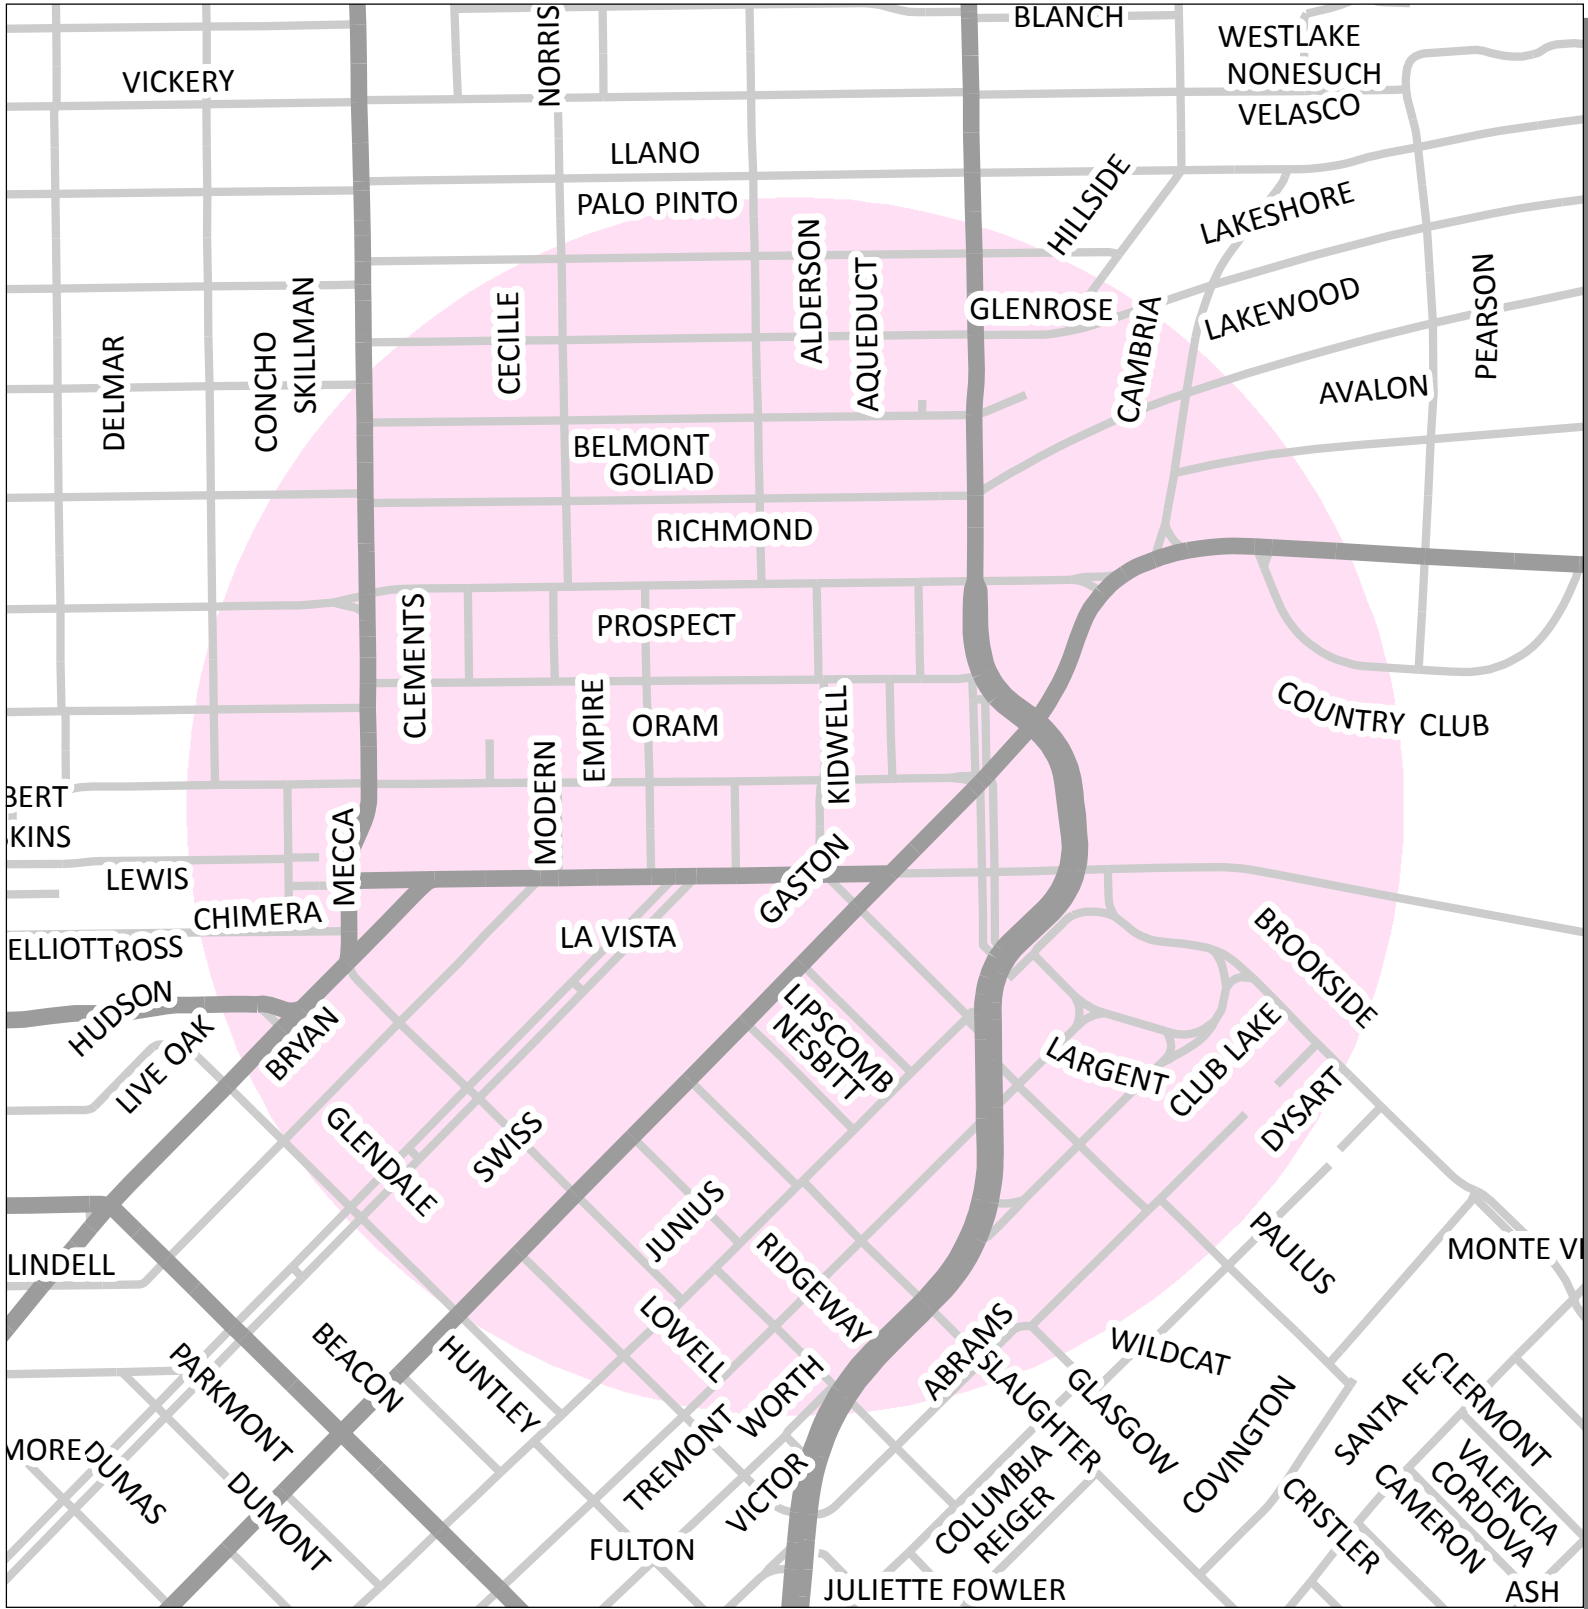 BLANCH
NORRIS
WESTLAKE
NONESUCH
VICKERY
VELASCO
LLANO
HILLSIDE
PALO PINTO
LAKESHORE
ALDERSON
AQUEDUCT
PEARSON
SKILLMAN
CECILLE
GLENROSE
CAMBRIA
LAKEWOOD
CONCHO
DELMAR
AVALON
BELMONT
GOLIAD
RICHMOND
CLEMENTS
PROSPECT
EMPIRE
ORAM
KIDWELL
COUNTRY CLUB
MODERN
BERT
MECCA
KINS
GASTON
LEWIS
CHIMERA
LA VISTA
BROOKSIDE
ELLIOTT
ROSS
HUDSON
LIPSCOMB
NESBITT
BRYAN
LIVE OAK
LARGENT
CLUB LAKE
DYSART
GLENDALE
SWISS
JUNIUS
PAULUS
LINDELL
RIDGEWAY
MONTE VI
LOWELL
ABRAMS
WILDCAT
BEACON
HUNTLEY
PARKMONT
WORTH
SLAUGHTER
GLASGOW
CLERMONT
SANTA FE
COVINGTON
TREMONT
MORE
DUMAS
VICTOR
COLUMBIA
VALENCIA
CORDOVA
CAMERON
DUMONT
REIGER
CRISTLER
FULTON
JULIETTE FOWLER
ASH